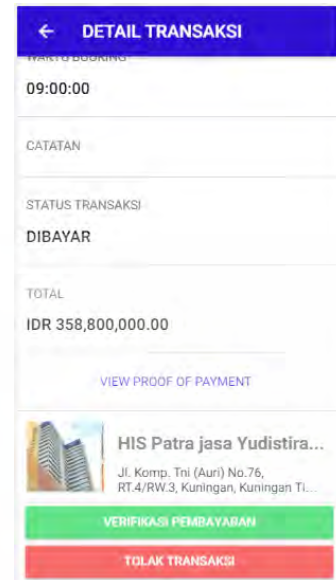 DETAIL TRANSAKSI
WAKTU BOOKING
09:00:00
CATATAN
STATUS TRANSAKSI
DIBAYAR
TOTAL
IDR 358,800,000.00
VIEW PROOF OF PAYMENT
HIS Patra jasa Yudistira...
Jl. Komp. Tni (Auri) No.76,
RT.4/RW.3, Kuningan, Kuningan Ti...
VERIFIKASI PEMBAYARAN
TOLAK TRANSAKSI